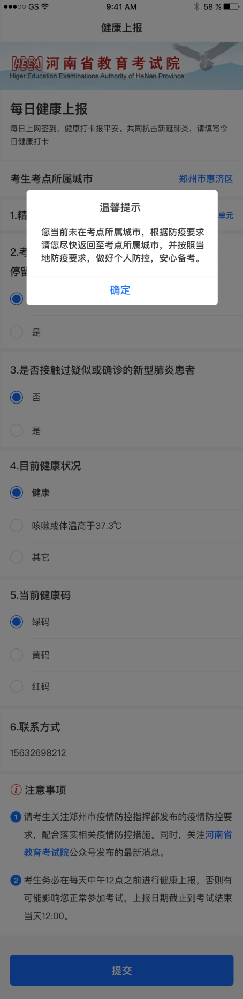 GS 9:41 AM 58 %
健康上报
HEEA 河南省教育考试院
Higer Education Examinations Authority of HeNan Province
每日健康上报
每日上网签到，健康打卡报平安。共同抗击新冠肺炎，请填写今
日健康打卡
考生考点所属城市 郑州市惠济区
1.精 单元
温馨提示
您当前未在考点所属城市，根据防疫要求
请您尽快返回至考点所属城市，并按照当
地防疫要求，做好个人防控，安心备考。
确定
2.考
停留
是
3.是否接触过疑似或确诊的新型肺炎患者
否
是
4.目前健康状况
健康
咳嗽或体温高于37.3℃
其它
5.当前健康码
绿码
黄码
红码
6.联系方式
15632698212
注意事项
1 请考生关注郑州市疫情防控指挥部发布的疫情防控要
求，配合落实相关疫情防控措施。同时，关注河南省
教育考试院公众号发布的最新消息。
2 考生务必在每天中午12点之前进行健康上报，否则有
可能影响您正常参加考试，上报日期截止到考试结束
当天12:00。
提交